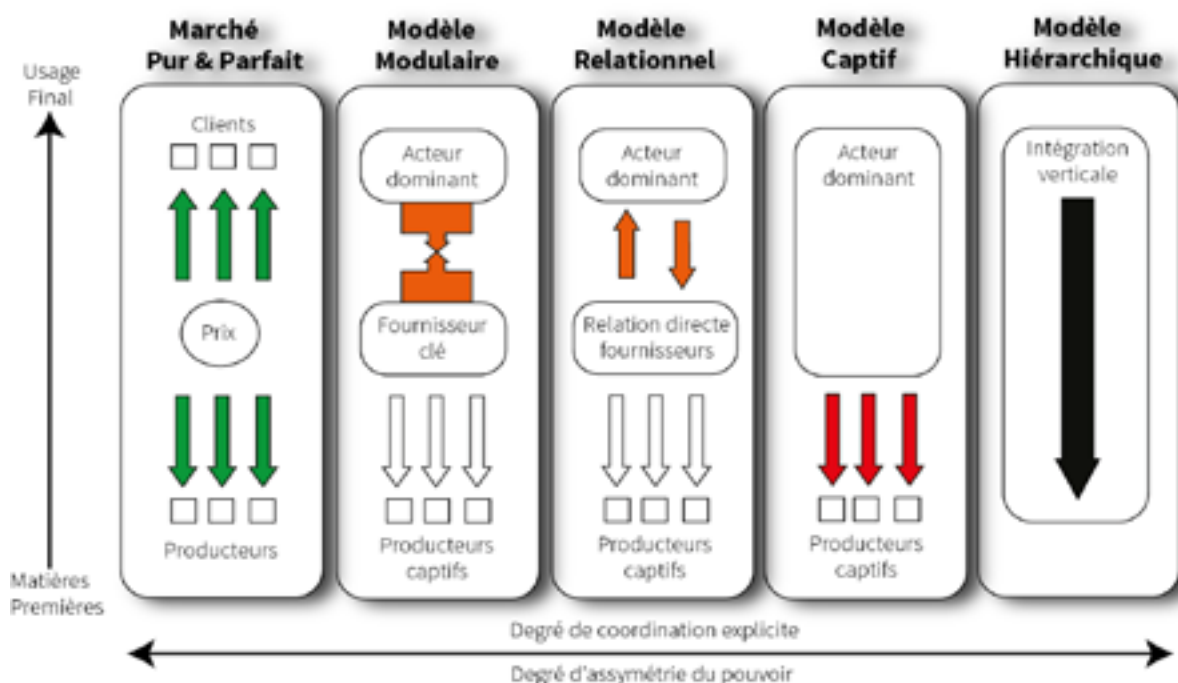 Marché
Pur & Parfait
Modèle
Modulaire
Modèle
Relationnel
Modèle
Captif
Modèle
Hiérarchique
Usage
Final
Clients
Prix
Producteurs
Acteur
dominant
Fournisseur
clé
Producteurs
captifs
Acteur
dominant
Relation directe
fournisseurs
Producteurs
captifs
Acteur
dominant
Producteurs
captifs
Intégration
verticale
Matières
Premières
Degré de coordination explicite
Degré d'assymétrie du pouvoir